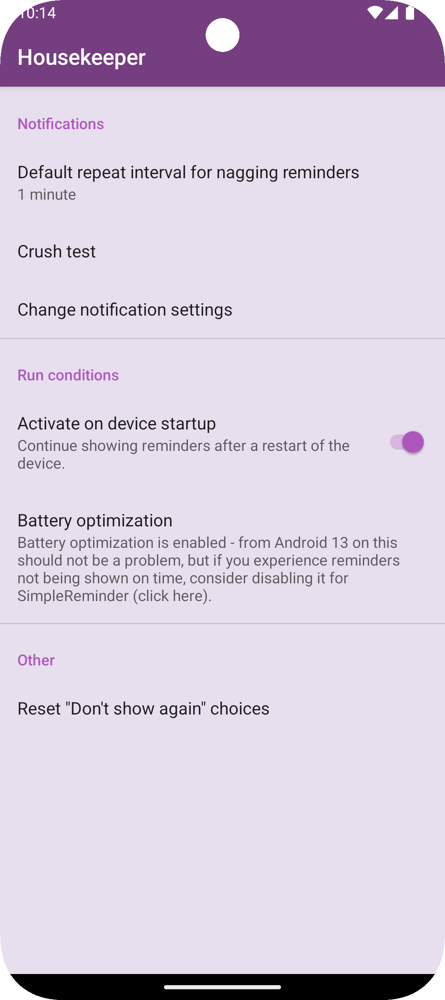 10:14
Housekeeper
Notifications
Default repeat interval for nagging reminders
1 minute
Crush test
Change notification settings
Run conditions
Activate on device startup
Continue showing reminders after a restart of the
device.
Battery optimization
Battery optimization is enabled - from Android 13 on this
should not be a problem, but if you experience reminders
not being shown on time, consider disabling it for
SimpleReminder (click here).
Other
Reset "Don't show again" choices